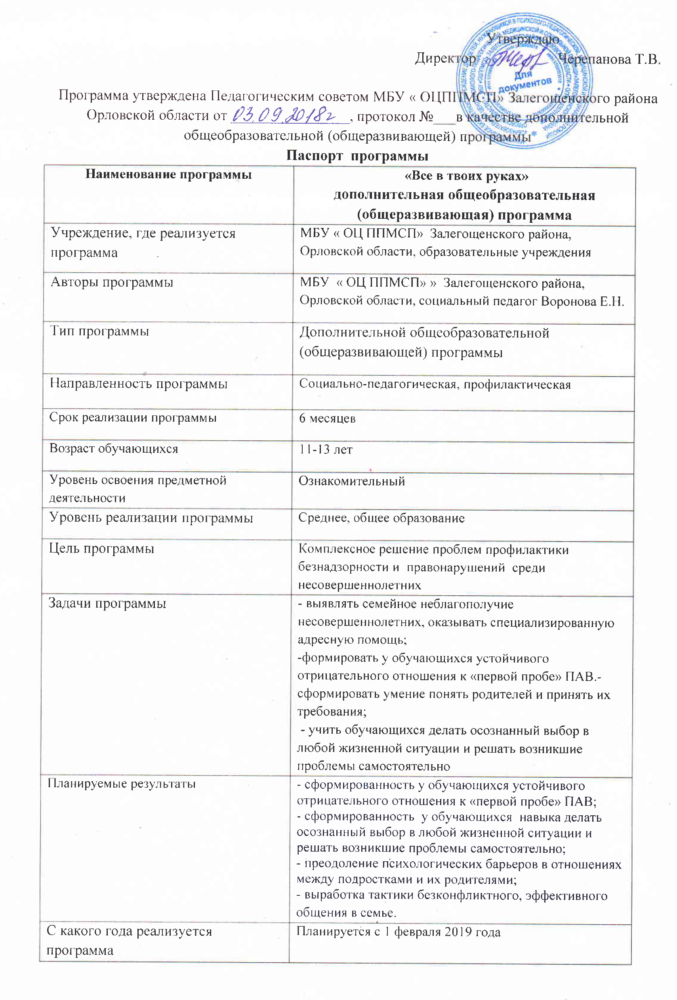 Утверждаю
Директор Черепанова Т.В.
Для
документов
Программа утверждена Педагогическим советом МБУ « ОЦППМСП» Залегощенского района
Орловской области от 03.09.2018г, протокол №___в качестве дополнительной
общеобразовательной (общеразвивающей) программы
Паспорт программы
Наименование программы
«Все в твоих руках»
дополнительная общеобразовательная
(общеразвивающая) программа
Учреждение, где реализуется
программа
МБУ « ОЦ ППМСП» Залегощенского района,
Орловской области, образовательные учреждения
Авторы программы
МБУ « ОЦ ППМСП» » Залегощенского района,
Орловской области, социальный педагог Воронова Е.Н.
Тип программы
Дополнительной общеобразовательной
(общеразвивающей) программы
Направленность программы
Социально-педагогическая, профилактическая
Срок реализации программы
6 месяцев
Возраст обучающихся
11-13 лет
Уровень освоения предметной
деятельности
Ознакомительный
Уровень реализации программы
Среднее, общее образование
Цель программы
Комплексное решение проблем профилактики
безнадзорности и правонарушений среди
несовершеннолетних
Задачи программы
- выявлять семейное неблагополучие
несовершеннолетних, оказывать специализированную
адресную помощь;
-формировать у обучающихся устойчивого
отрицательного отношения к «первой пробе» ПАВ.-
сформировать умение понять родителей и принять их
требования;
- учить обучающихся делать осознанный выбор в
любой жизненной ситуации и решать возникшие
проблемы самостоятельно
Планируемые результаты
- сформированность у обучающихся устойчивого
отрицательного отношения к «первой пробе» ПАВ;
- сформированность у обучающихся навыка делать
осознанный выбор в любой жизненной ситуации и
решать возникшие проблемы самостоятельно;
- преодоление психологических барьеров в отношениях
между подростками и их родителями;
- выработка тактики безконфликтного, эффективного
общения в семье.
С какого года реализуется
программа
Планируется с 1 февраля 2019 года